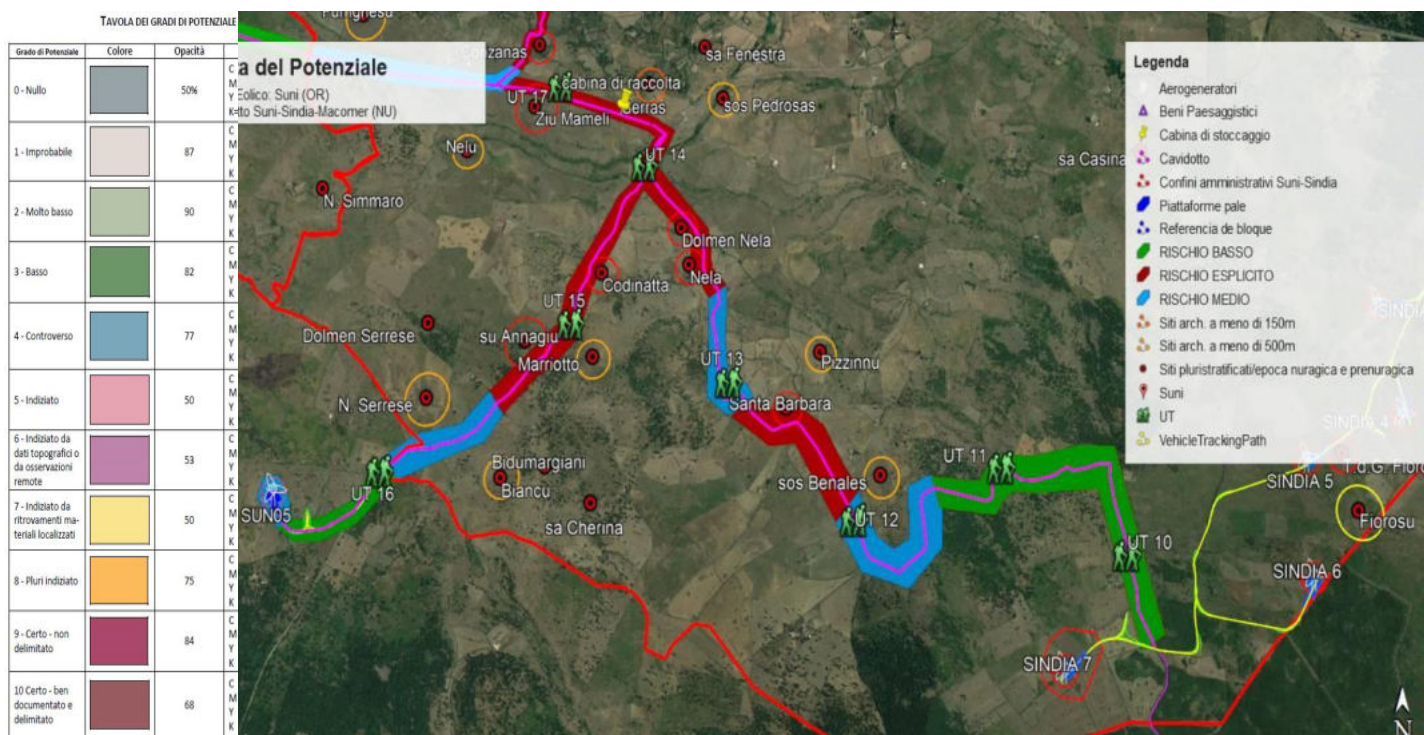 TAVOLA DEI GRADI DI POTENZIALE
Grado di Potenziale Colore Opacità
0 - Nullo 50% C M Y K
1 - Improbabile 87 C M Y K
2 - Molto basso 90 C M Y K
3 - Basso 82 C M Y K
4 - Controverso 77 C M Y K
5 - Indiziato 50 C M Y K
6 - Indiziato da
dati topografici o
da osservazioni
remote
53 C M Y K
7 - Indiziato da
ritrovamenti ma-
teriali localizzati
50 C M Y K
8 - Pluri indiziato 75 C M Y K
9 - Certo - non
delimitato
84 C M Y K
10 Certo - ben
documentato e
delimitato
68 C M Y K
a del Potenziale
Eolico: Suni (OR)
tto Suni-Sindia-Macomer (NU)
sa Fenestra
cabina di raccolta
UT 17
Serras
sos Pedrosas
Ziu Mameli
Nelu
UT 14
sa Casina
N. Simmaro
Dolmen Nela
Nela
Codinatta
UT 15
Dolmen Serrese
su Annagiu
Marriotto
Pizzinnu
UT 13
N. Serrese
Santa Barbara
Bidumargiani
Biancu
sos Benales
UT 11
UT 16
SUN05
sa Cherina
UT 12
UT 10
SINDIA 4
SINDIA 5
Fiorosu
SINDIA 6
SINDIA 7
Legenda
Aerogeneratori
Beni Paesaggistici
Cabina di stoccaggio
Cavidotto
Confini amministrativi Suni-Sindia
Piattaforme pale
Referencia de bloque
RISCHIO BASSO
RISCHIO ESPLICITO
RISCHIO MEDIO
Siti arch. a meno di 150m
Siti arch. a meno di 500m
Siti pluristratificati/epoca nuragica e prenuragica
Suni
UT
VehicleTrackingPath
N